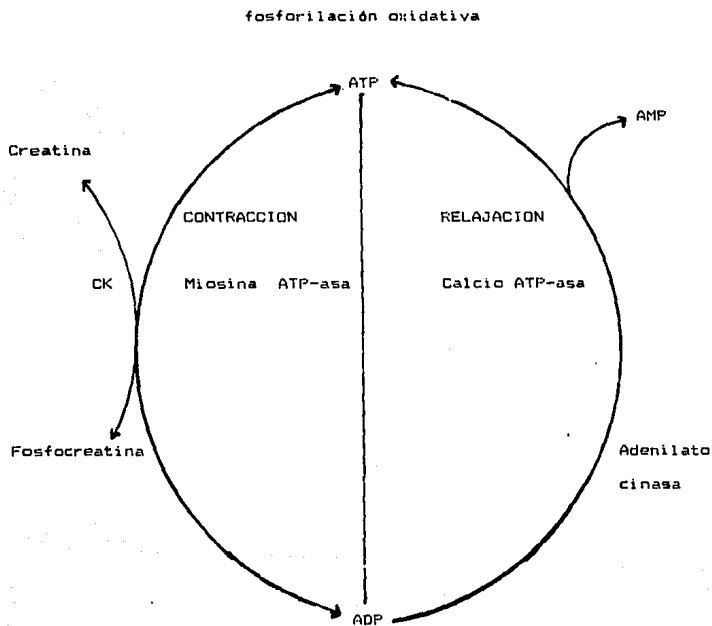 fosforilación oxidativa
ATP
AMP
Creatina
CONTRACCION
RELAJACION
CK
Miosina ATP-asa
Calcio ATP-asa
Fosfocreatina
Adenilato
cinasa
ADP